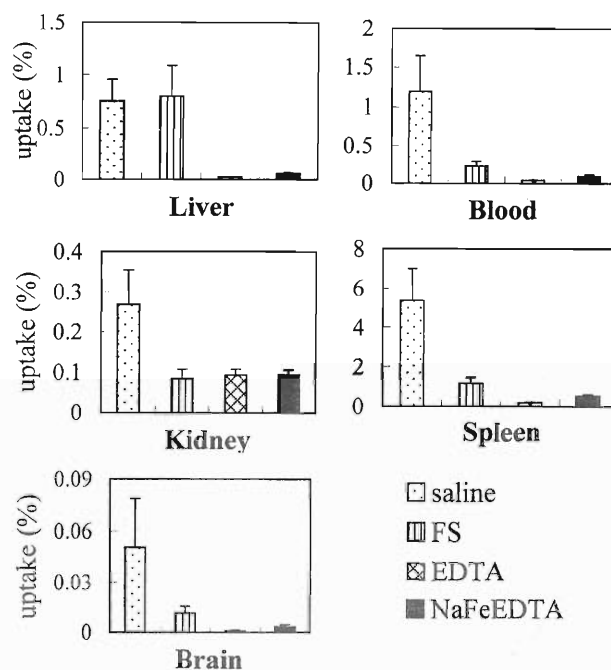 uptake (%)
1.5
1
0.5
0
Liver
2
1.5
1
0.5
0
Blood
uptake (%)
0.4
0.3
0.2
0.1
0
Kidney
8
6
4
2
0
Spleen
uptake (%)
0.09
0.06
0.03
0
Brain
saline
FS
EDTA
NaFeEDTA